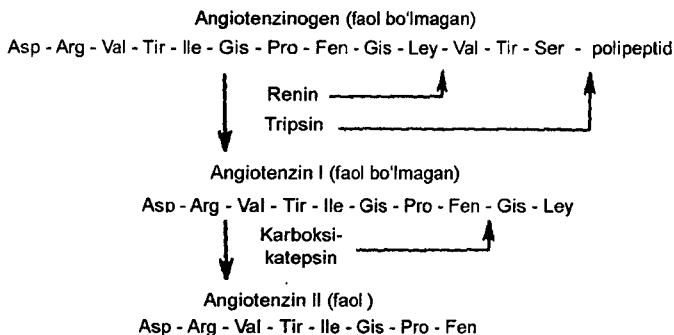 Angiotenzinogen (faol bo'lmagan)
Asp - Arg - Val - Tir - Ile - Gis - Pro - Fen - Gis - Ley - Val - Tir - Ser - polipeptid
Renin
Tripsin
Angiotenzin I (faol bo'lmagan)
Asp - Arg - Val - Tir - Ile - Gis - Pro - Fen - Gis - Ley
Karboksi-
katepsin
Angiotenzin II (faol )
Asp - Arg - Val - Tir - Ile - Gis - Pro - Fen